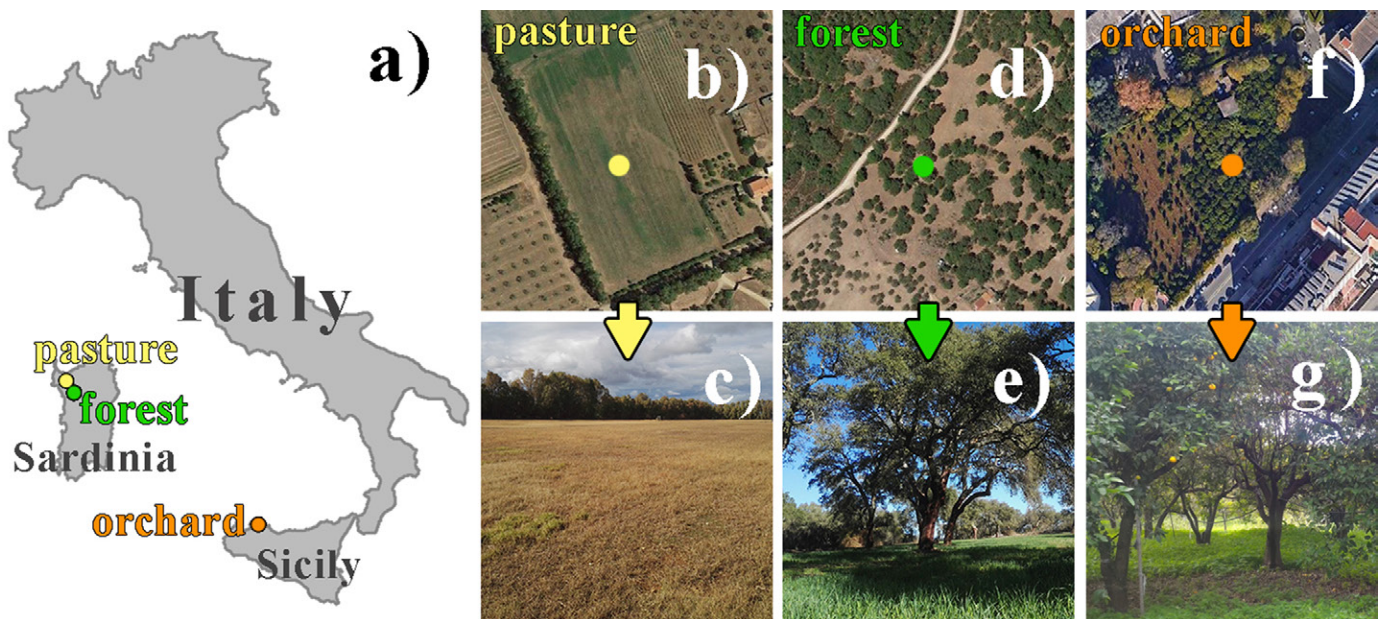 a)
Italy
pasture
forest
Sardinia
orchard
Sicily
pasture
b)
forest
d)
orchard
f)
c)
e)
g)